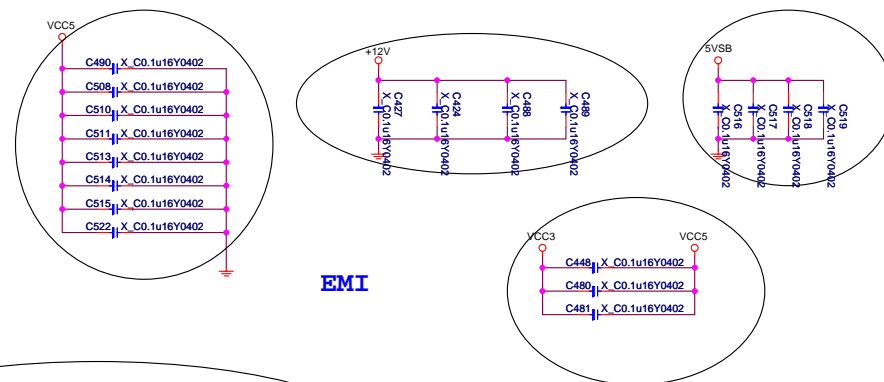 VCC5
C490 X_C0.1u16Y0402
C508 X_C0.1u16Y0402
C510 X_C0.1u16Y0402
C511 X_C0.1u16Y0402
C513 X_C0.1u16Y0402
C514 X_C0.1u16Y0402
C515 X_C0.1u16Y0402
C522 X_C0.1u16Y0402
+12V
C427
X_C0.1u16Y0402
C424
X_C0.1u16Y0402
C488
X_C0.1u16Y0402
C489
X_C0.1u16Y0402
5VSB
C516
X_C0.1u16Y0402
C517
X_C0.1u16Y0402
C518
X_C0.1u16Y0402
C519
X_C0.1u16Y0402
EMI
VCC3 VCC5
C448 X_C0.1u16Y0402
C480 X_C0.1u16Y0402
C481 X_C0.1u16Y0402